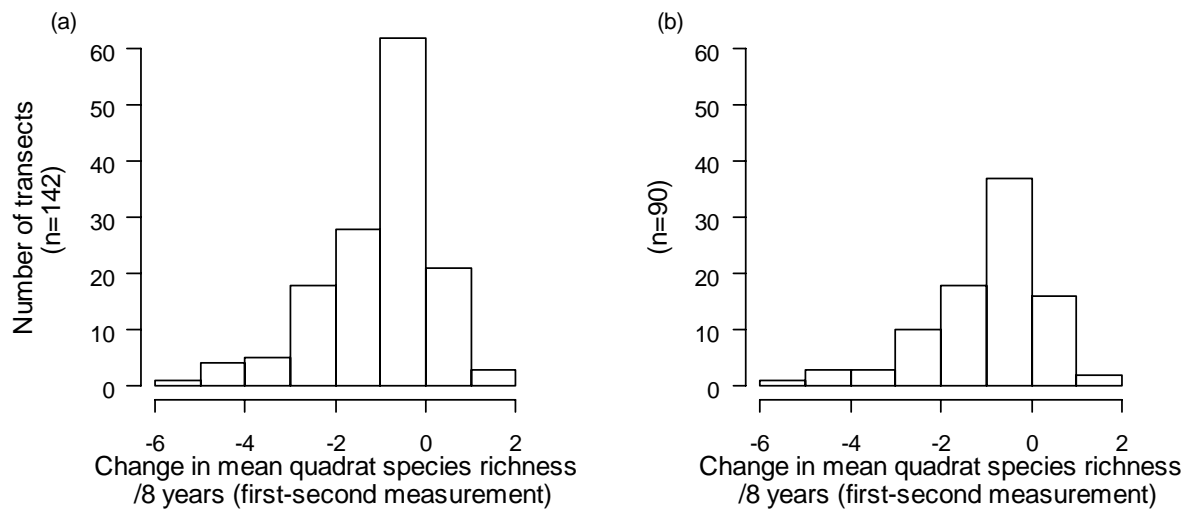 (a)
Number of transects
(n=142)
60
50
40
30
20
10
0
-6 -4 -2 0 2
Change in mean quadrat species richness
/8 years (first-second measurement)
(b)
(n=90)
60
50
40
30
20
10
0
-6 -4 -2 0 2
Change in mean quadrat species richness
/8 years (first-second measurement)